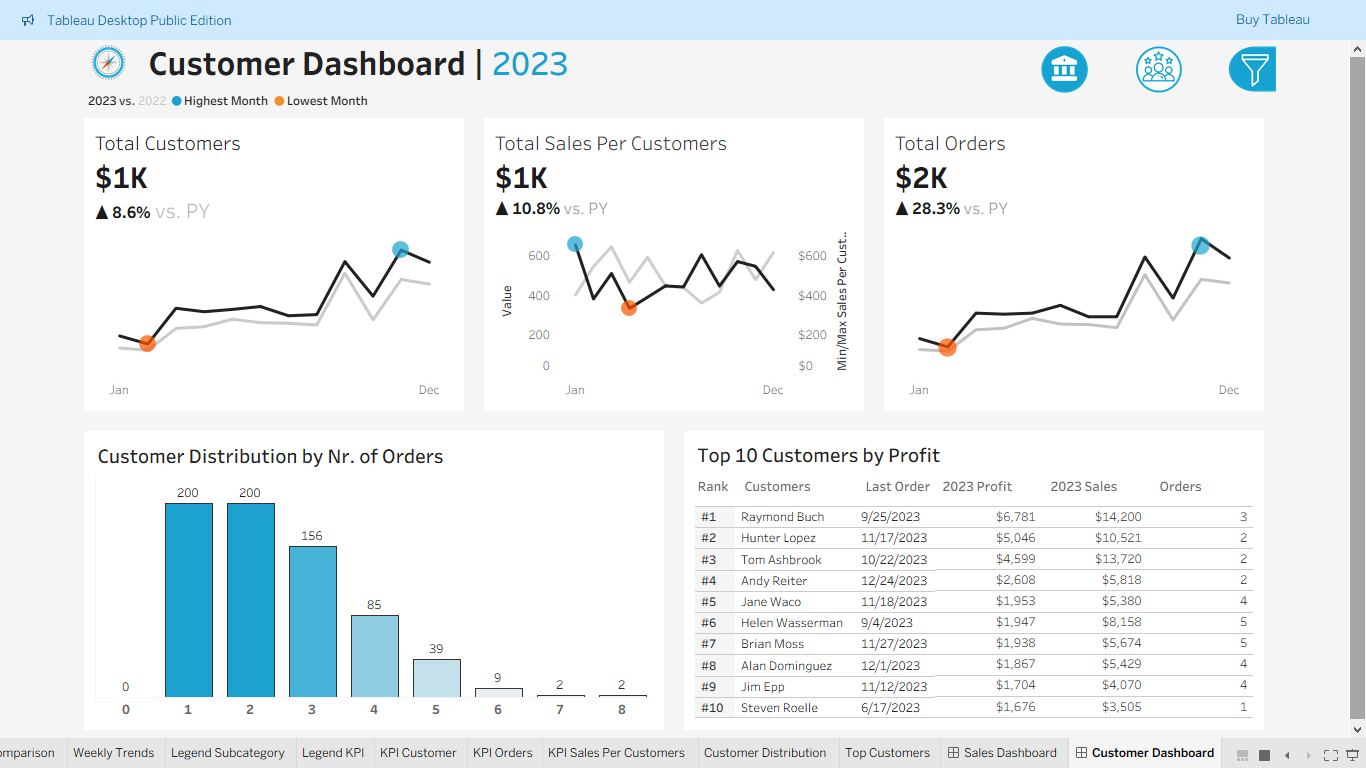 Tableau Desktop Public Edition
Buy Tableau
Customer Dashboard | 2023
2023 vs. 2022 Highest Month Lowest Month
Total Customers
$1K
▲ 8.6% vs. PY
Jan Dec
Total Sales Per Customers
$1K
▲ 10.8% vs. PY
Value
600
400
200
0
$600
$400
$200
$0
Min/Max Sales Per Cust..
Jan Dec
Total Orders
$2K
▲ 28.3% vs. PY
Jan Dec
Customer Distribution by Nr. of Orders
0 200 200 156 85 39 9 2 2
0 1 2 3 4 5 6 7 8
Top 10 Customers by Profit
Rank Customers Last Order 2023 Profit 2023 Sales Orders
#1 Raymond Buch 9/25/2023 $6,781 $14,200 3
#2 Hunter Lopez 11/17/2023 $5,046 $10,521 2
#3 Tom Ashbrook 10/22/2023 $4,599 $13,720 2
#4 Andy Reiter 12/24/2023 $2,608 $5,818 2
#5 Jane Waco 11/18/2023 $1,953 $5,380 4
#6 Helen Wasserman 9/4/2023 $1,947 $8,158 5
#7 Brian Moss 11/27/2023 $1,938 $5,674 5
#8 Alan Dominguez 12/1/2023 $1,867 $5,429 4
#9 Jim Epp 11/12/2023 $1,704 $4,070 4
#10 Steven Roelle 6/17/2023 $1,676 $3,505 1
omparison Weekly Trends Legend Subcategory Legend KPI KPI Customer KPI Orders KPI Sales Per Customers Customer Distribution Top Customers Sales Dashboard Customer Dashboard